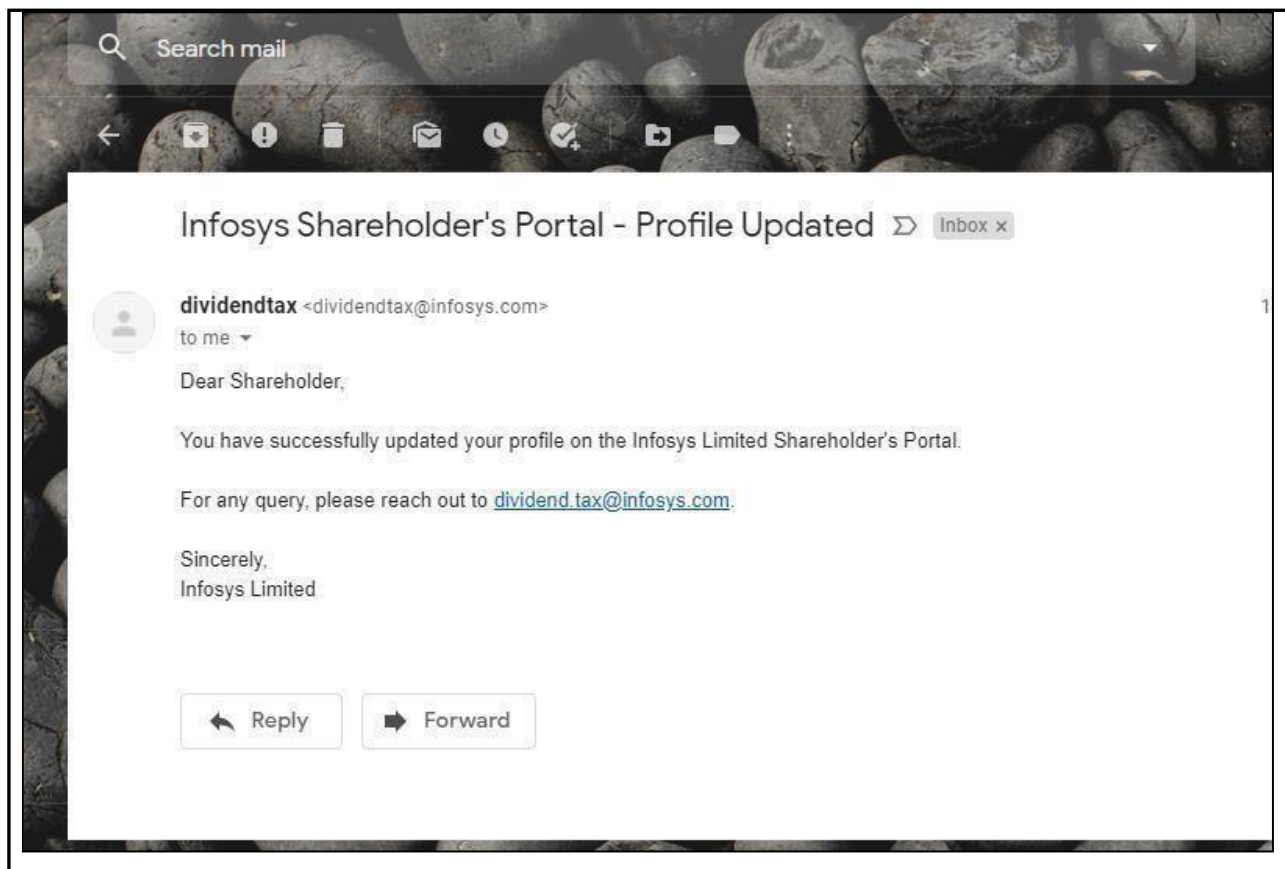 Search mail
Infosys Shareholder's Portal - Profile Updated Inbox x
dividendtax <dividendtax@infosys.com> 1
to me
Dear Shareholder,
You have successfully updated your profile on the Infosys Limited Shareholder's Portal.
For any query, please reach out to dividend.tax@infosys.com.
Sincerely,
Infosys Limited
Reply Forward